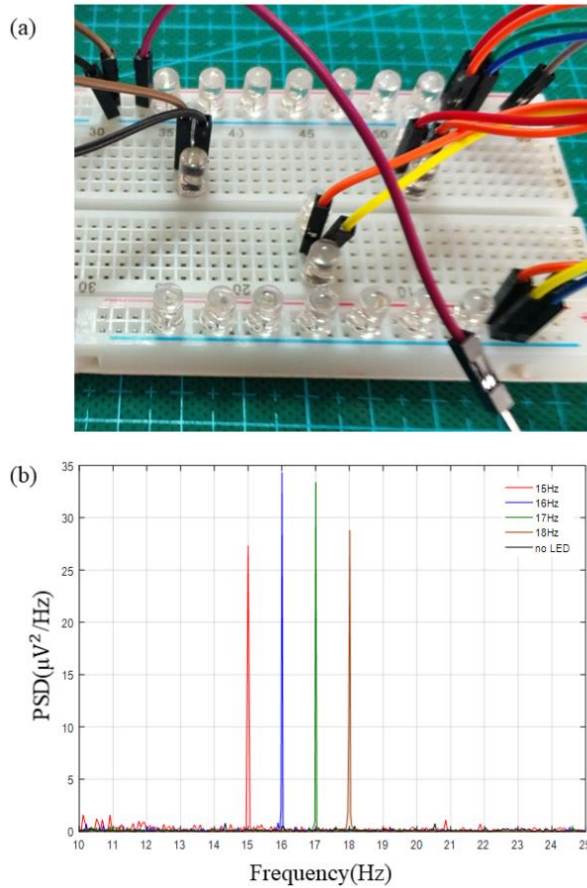 (a)
30 35 40 45 50
30 20 10
(b)
35
30
25
20
15
10
5
0
PSD(μV²/Hz)
15Hz
16Hz
17Hz
18Hz
no LED
10 11 12 13 14 15 16 17 18 19 20 21 22 23 24 25
Frequency(Hz)